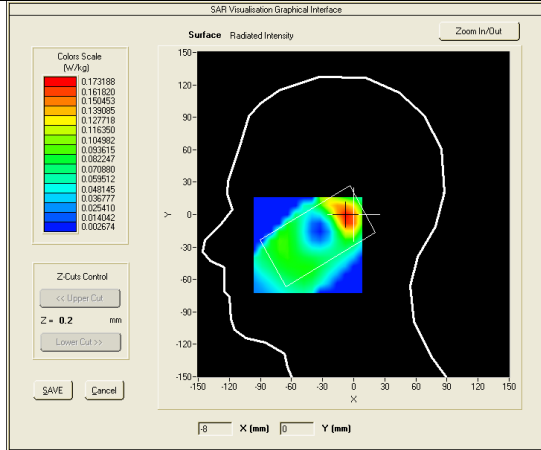 SAR Visualisation Graphical Interface
Surface Radiated Intensity
Zoom In/Out
Colors Scale
(W/kg)
0.173188
0.161820
0.150453
0.139085
0.127718
0.116350
0.104982
0.093615
0.082247
0.070880
0.059512
0.048145
0.036777
0.025410
0.014042
0.002674
Z-Cuts Control
<< Upper Cut
Z = 0.2 mm
Lower Cut >>
SAVE Cancel
150-
120-
90-
60-
30-
Y 0-
-30-
-60-
-90-
-120-
-150-
-150 -120 -90 -60 -30 0 30 60 90 120 150
X
-8 X (mm) 0 Y (mm)